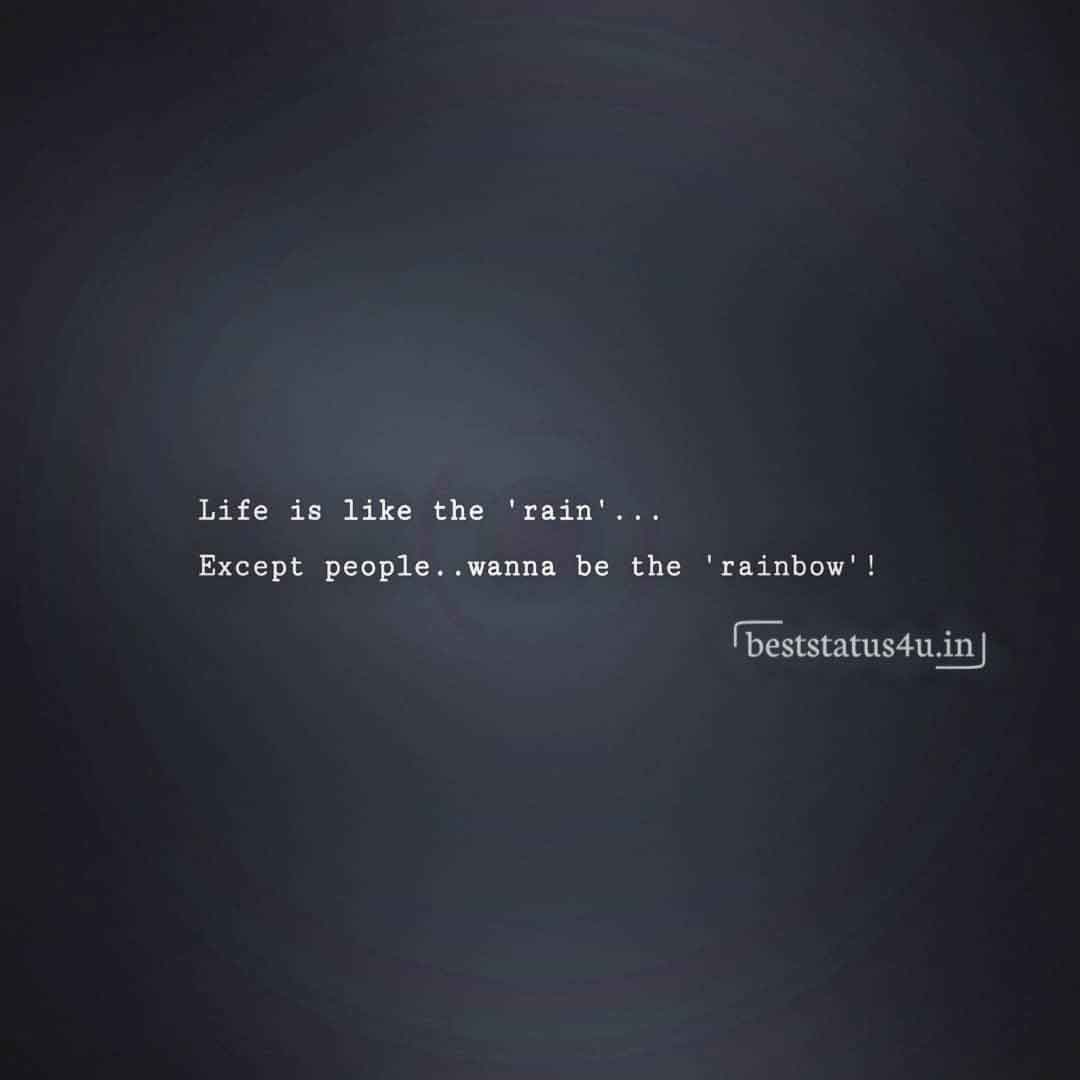 Life is like the 'rain'...
Except people..wanna be the 'rainbow'!
beststatus4u.in